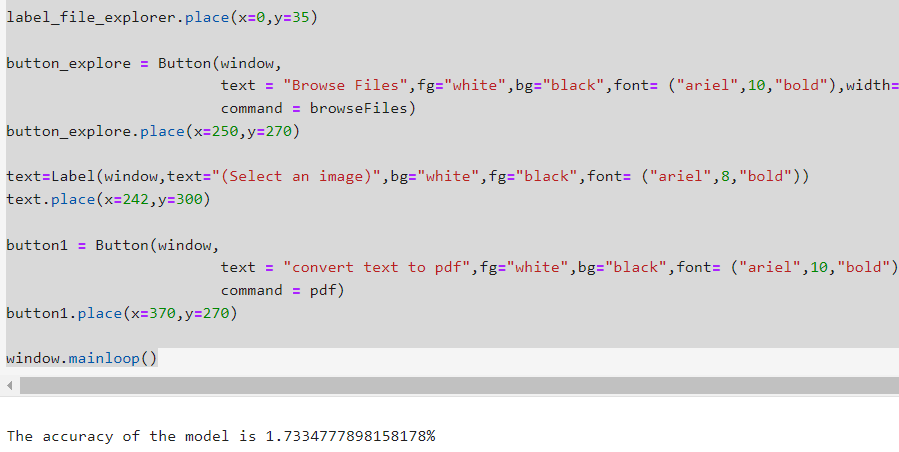 label_file_explorer.place(x=0,y=35)
button_explore = Button(window,
text = "Browse Files",fg="white",bg="black",font= ("ariel",10,"bold"),width=
command = browseFiles)
button_explore.place(x=250,y=270)
text=Label(window,text="(Select an image)",bg="white",fg="black",font= ("ariel",8,"bold"))
text.place(x=242,y=300)
button1 = Button(window,
text = "convert text to pdf",fg="white",bg="black",font= ("ariel",10,"bold")
command = pdf)
button1.place(x=370,y=270)
window.mainloop()
The accuracy of the model is 1.7334777898158178%